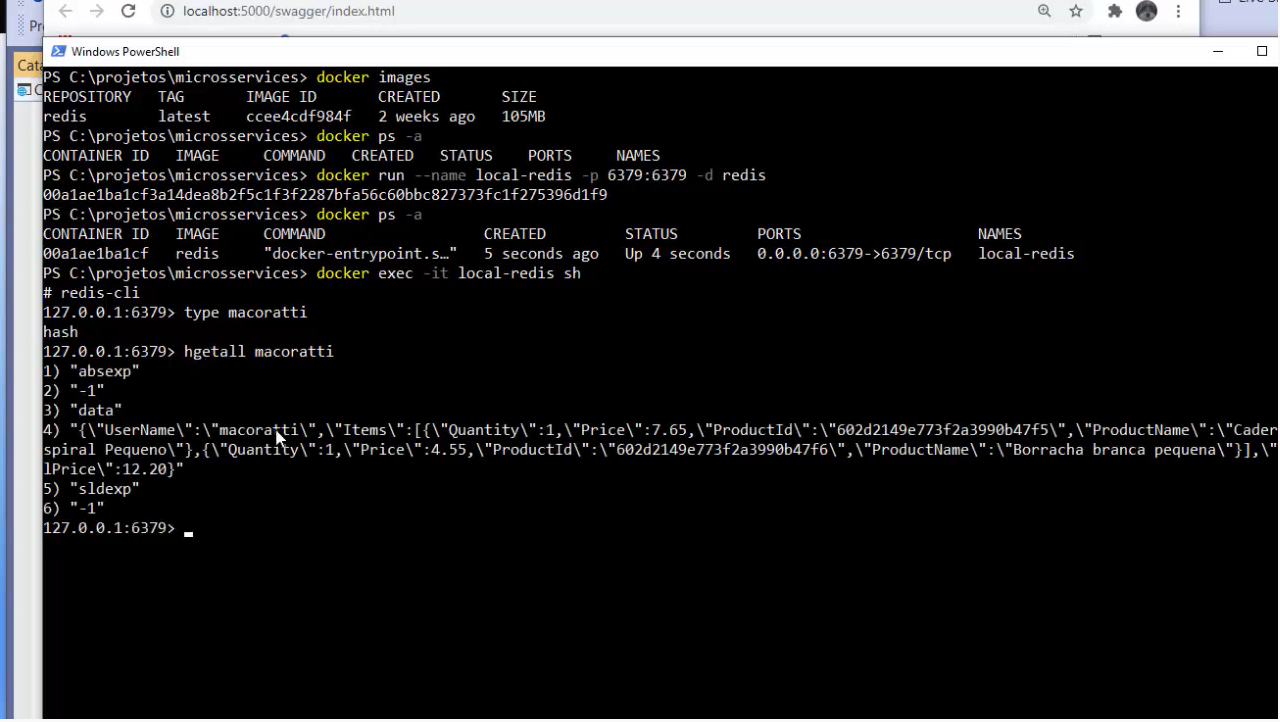 localhost:5000/swagger/index.html
Windows PowerShell
PS C:\projetos\microsservices> docker images
REPOSITORY TAG IMAGE ID CREATED SIZE
redis latest ccee4cdf984f 2 weeks ago 105MB
PS C:\projetos\microsservices> docker ps -a
CONTAINER ID IMAGE COMMAND CREATED STATUS PORTS NAMES
PS C:\projetos\microsservices> docker run --name local-redis -p 6379:6379 -d redis
00a1ae1ba1cf3a14dea8b2f5c1f3f2287bfa56c60bbc827373fc1f275396d1f9
PS C:\projetos\microsservices> docker ps -a
CONTAINER ID IMAGE COMMAND CREATED STATUS PORTS NAMES
00a1ae1ba1cf redis "docker-entrypoint.s…" 5 seconds ago Up 4 seconds 0.0.0.0:6379->6379/tcp local-redis
PS C:\projetos\microsservices> docker exec -it local-redis sh
# redis-cli
127.0.0.1:6379> type macoratti
hash
127.0.0.1:6379> hgetall macoratti
1) "absexp"
2) "-1"
3) "data"
4) "{\"UserName\":\"macoratti\",\"Items\":[{\"Quantity\":1,\"Price\":7.65,\"ProductId\":\"602d2149e773f2a3990b47f5\",\"ProductName\":\"Cader
spiral Pequeno\"},{\"Quantity\":1,\"Price\":4.55,\"ProductId\":\"602d2149e773f2a3990b47f6\",\"ProductName\":\"Borracha branca pequena\"}],\"
lPrice\":12.20}"
5) "sldexp"
6) "-1"
127.0.0.1:6379>